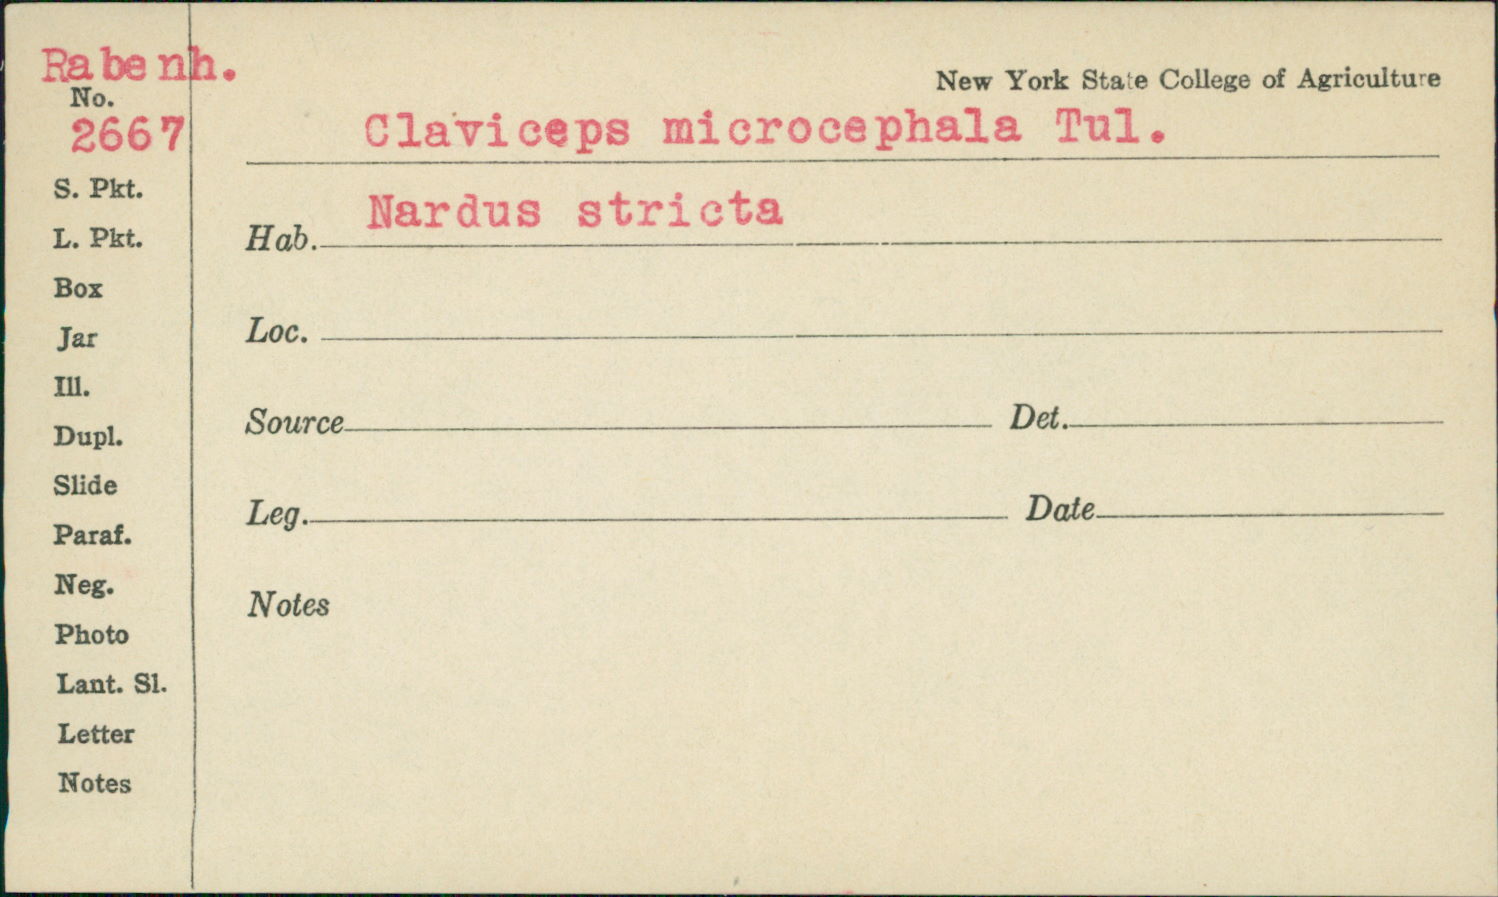 Rabenh.
New York State College of Agriculture
No.
2667
Claviceps microcephala Tul.
S. Pkt.
Nardus stricta
L. Pkt.
Hab.
Box
Jar
Loc.
Ill.
Dupl.
Source Det.
Slide
Leg. Date
Paraf.
Neg.
Notes
Photo
Lant. Sl.
Letter
Notes